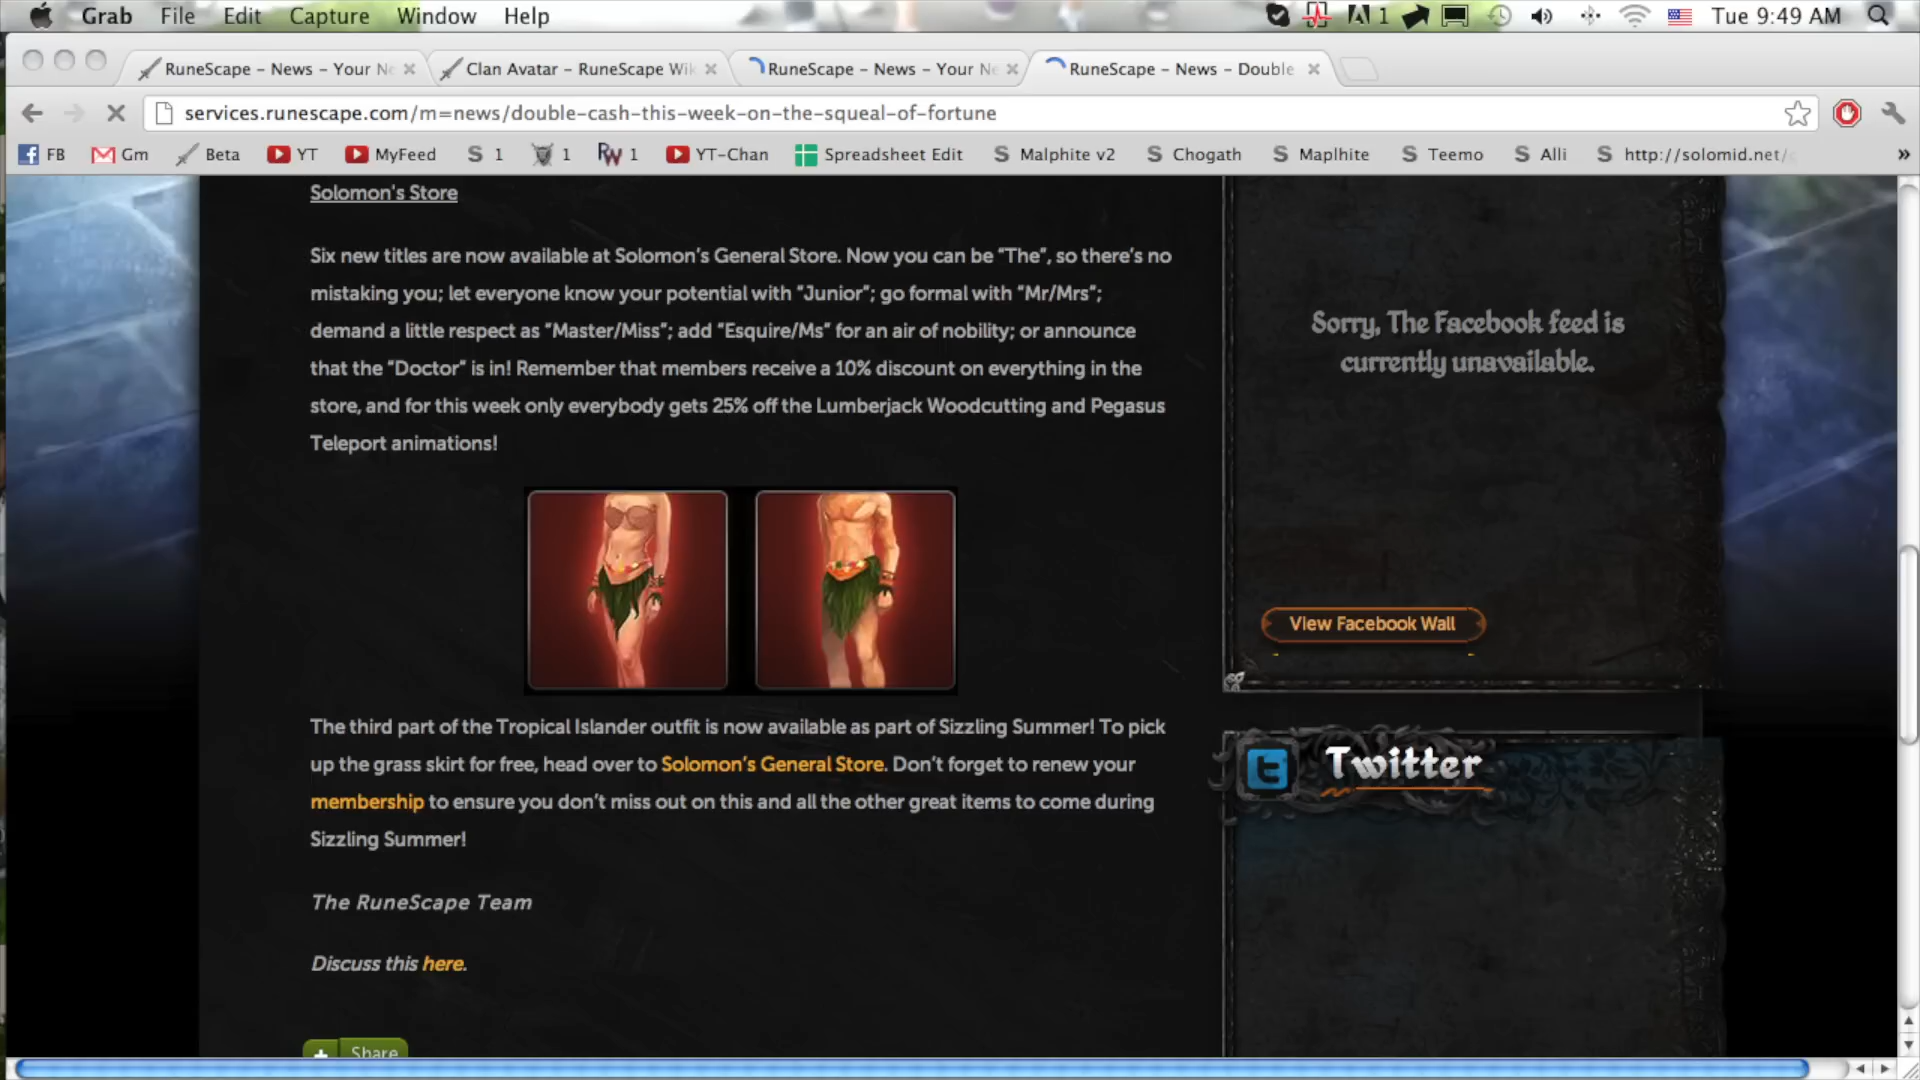 Grab File Edit Capture Window Help 1 Tue 9:49 AM
RuneScape – News – Your Ne Clan Avatar – RuneScape Wik RuneScape – News – Your Ne RuneScape – News – Double
services.runescape.com/m=news/double-cash-this-week-on-the-squeal-of-fortune
FB Gm Beta YT MyFeed S 1 1 RW 1 YT-Chan Spreadsheet Edit S Malphite v2 S Chogath S Maplhite S Teemo S Alli S http://solomid.net/ »
Solomon's Store
Six new titles are now available at Solomon's General Store. Now you can be "The", so there's no
mistaking you; let everyone know your potential with "Junior"; go formal with "Mr/Mrs";
demand a little respect as "Master/Miss"; add "Esquire/Ms" for an air of nobility; or announce
that the "Doctor" is in! Remember that members receive a 10% discount on everything in the
store, and for this week only everybody gets 25% off the Lumberjack Woodcutting and Pegasus
Teleport animations!
The third part of the Tropical Islander outfit is now available as part of Sizzling Summer! To pick
up the grass skirt for free, head over to Solomon's General Store. Don't forget to renew your
membership to ensure you don't miss out on this and all the other great items to come during
Sizzling Summer!
The RuneScape Team
Discuss this here.
+ Share
Sorry, The Facebook feed is
currently unavailable.
View Facebook Wall
Twitter